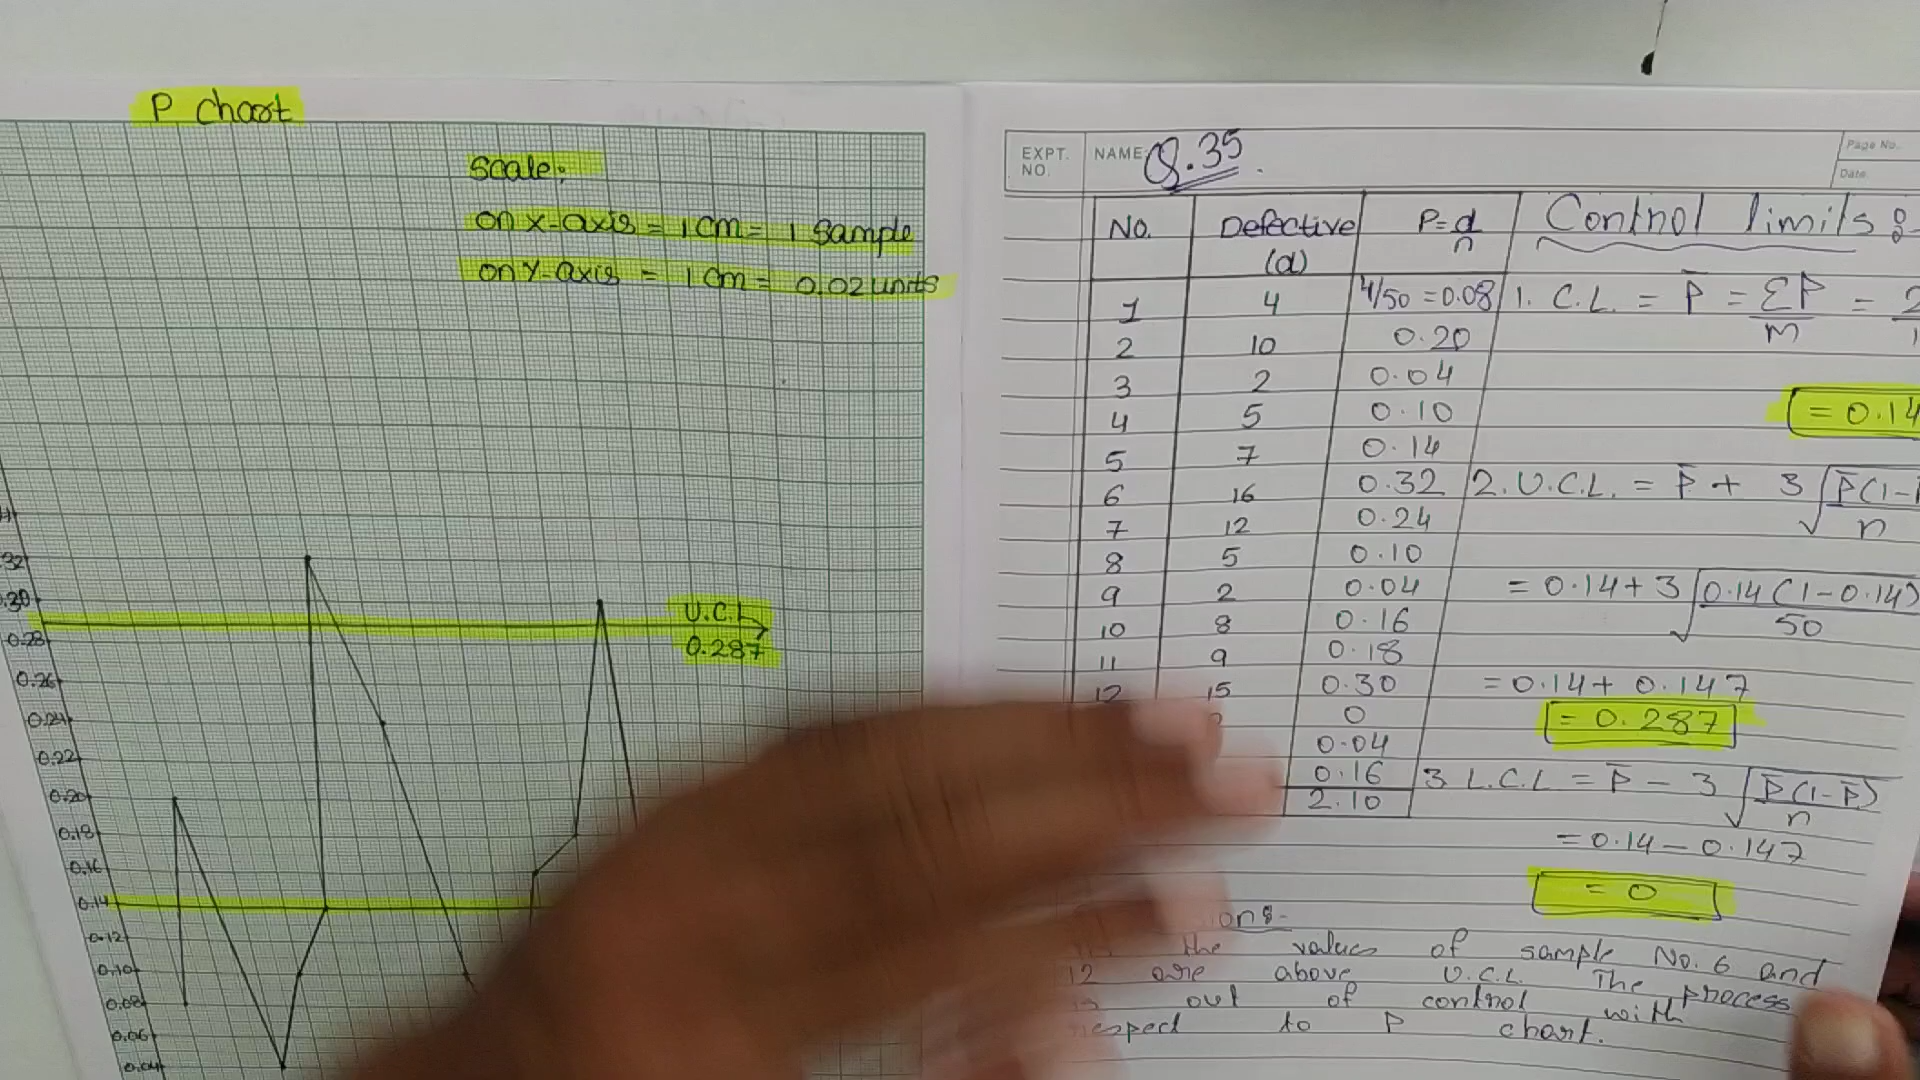 P Chart
Scale:
on X-axis = 1 cm = 1 Sample
on Y-axis = 1 cm = 0.02 units
U.C.L
0.287
0.30
0.28
0.26
0.24
0.22
0.20
0.18
0.16
0.14
0.12
0.10
0.08
0.06
0.04
EXPT. NO.
NAME:
Q.35.
Page No.
Date
No. Defective (d) P = d/n
1 4 4/50 = 0.08
2 10 0.20
3 2 0.04
4 5 0.10
5 7 0.14
6 16 0.32
7 12 0.24
8 5 0.10
9 2 0.04
10 8 0.16
11 9 0.18
12 15 0.30
0
0.04
0.16
2.10
Control limits:
1. C.L. = P̄ = ΣP/m =
= 0.14
2. U.C.L. = P̄ + 3 √P̄(1-
n
= 0.14 + 3 √0.14(1-0.14)
50
= 0.14 + 0.147
= 0.287
3 L.C.L = P̄ - 3 √P̄(1-P̄)
n
= 0.14 - 0.147
= 0
the values of sample No. 6 and
12 are above U.C.L. The process
out of control with
respect to P chart.